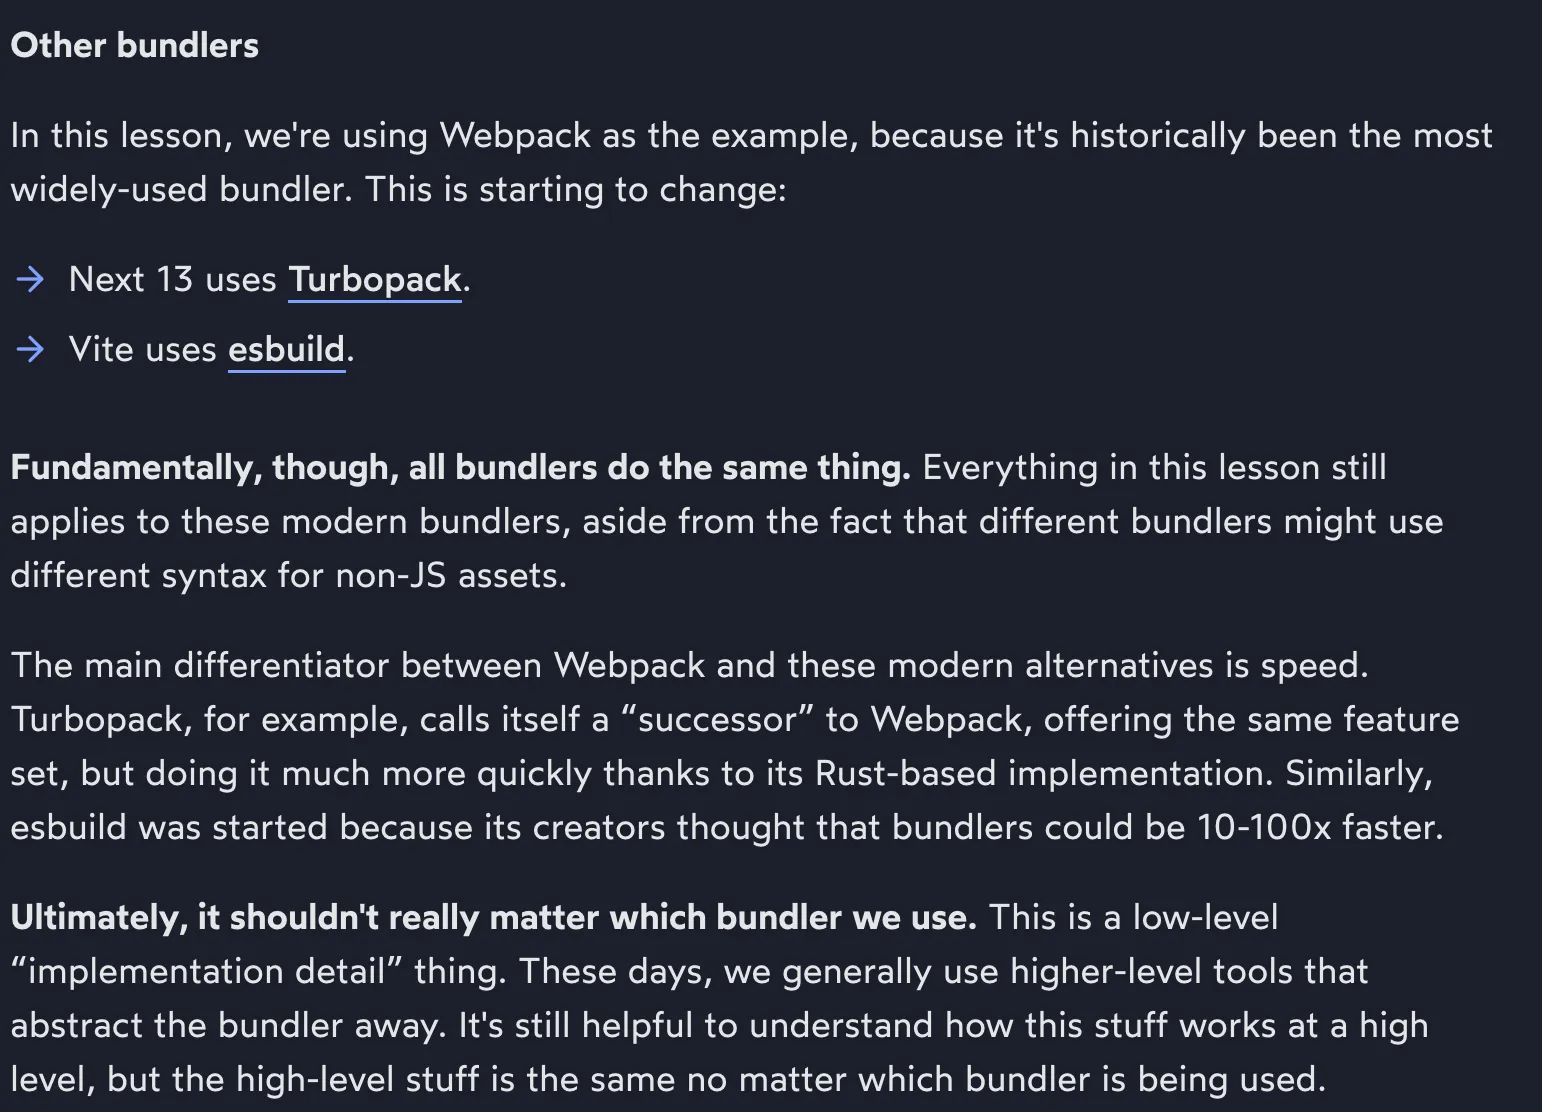 Other bundlers
In this lesson, we're using Webpack as the example, because it's historically been the most
widely-used bundler. This is starting to change:
→ Next 13 uses Turbopack.
→ Vite uses esbuild.
Fundamentally, though, all bundlers do the same thing. Everything in this lesson still
applies to these modern bundlers, aside from the fact that different bundlers might use
different syntax for non-JS assets.
The main differentiator between Webpack and these modern alternatives is speed.
Turbopack, for example, calls itself a “successor” to Webpack, offering the same feature
set, but doing it much more quickly thanks to its Rust-based implementation. Similarly,
esbuild was started because its creators thought that bundlers could be 10-100x faster.
Ultimately, it shouldn't really matter which bundler we use. This is a low-level
“implementation detail” thing. These days, we generally use higher-level tools that
abstract the bundler away. It's still helpful to understand how this stuff works at a high
level, but the high-level stuff is the same no matter which bundler is being used.